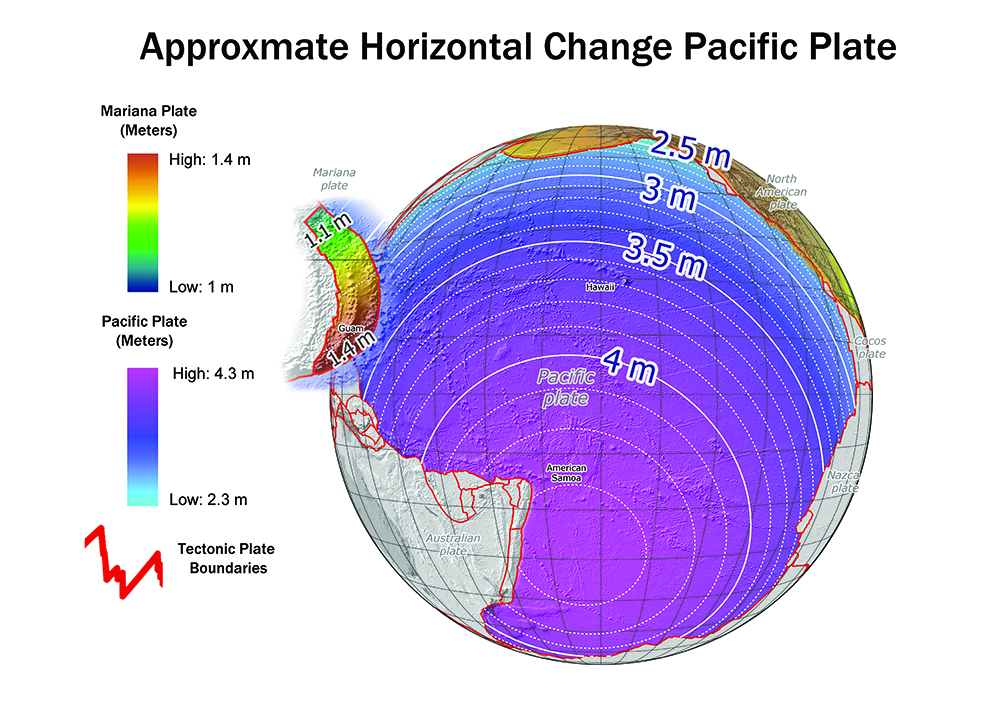 Approxmate Horizontal Change Pacific Plate
Mariana Plate
(Meters)
High: 1.4 m
Low: 1 m
Pacific Plate
(Meters)
High: 4.3 m
Low: 2.3 m
Tectonic Plate
Boundaries
Mariana
plate
1.1 m
Guam
1.4 m
2.5 m
3 m
3.5 m
4 m
North
American
plate
Hawaii
Cocos
plate
Pacific
plate
American
Samoa
Nazca
plate
Australian
plate